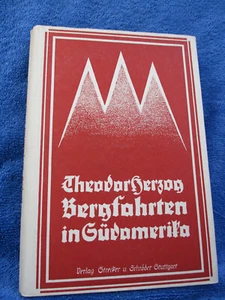 Theodor Herzog
Bergfahrten
in Südamerika
Verlag Strecker u. Schröder Stuttgart